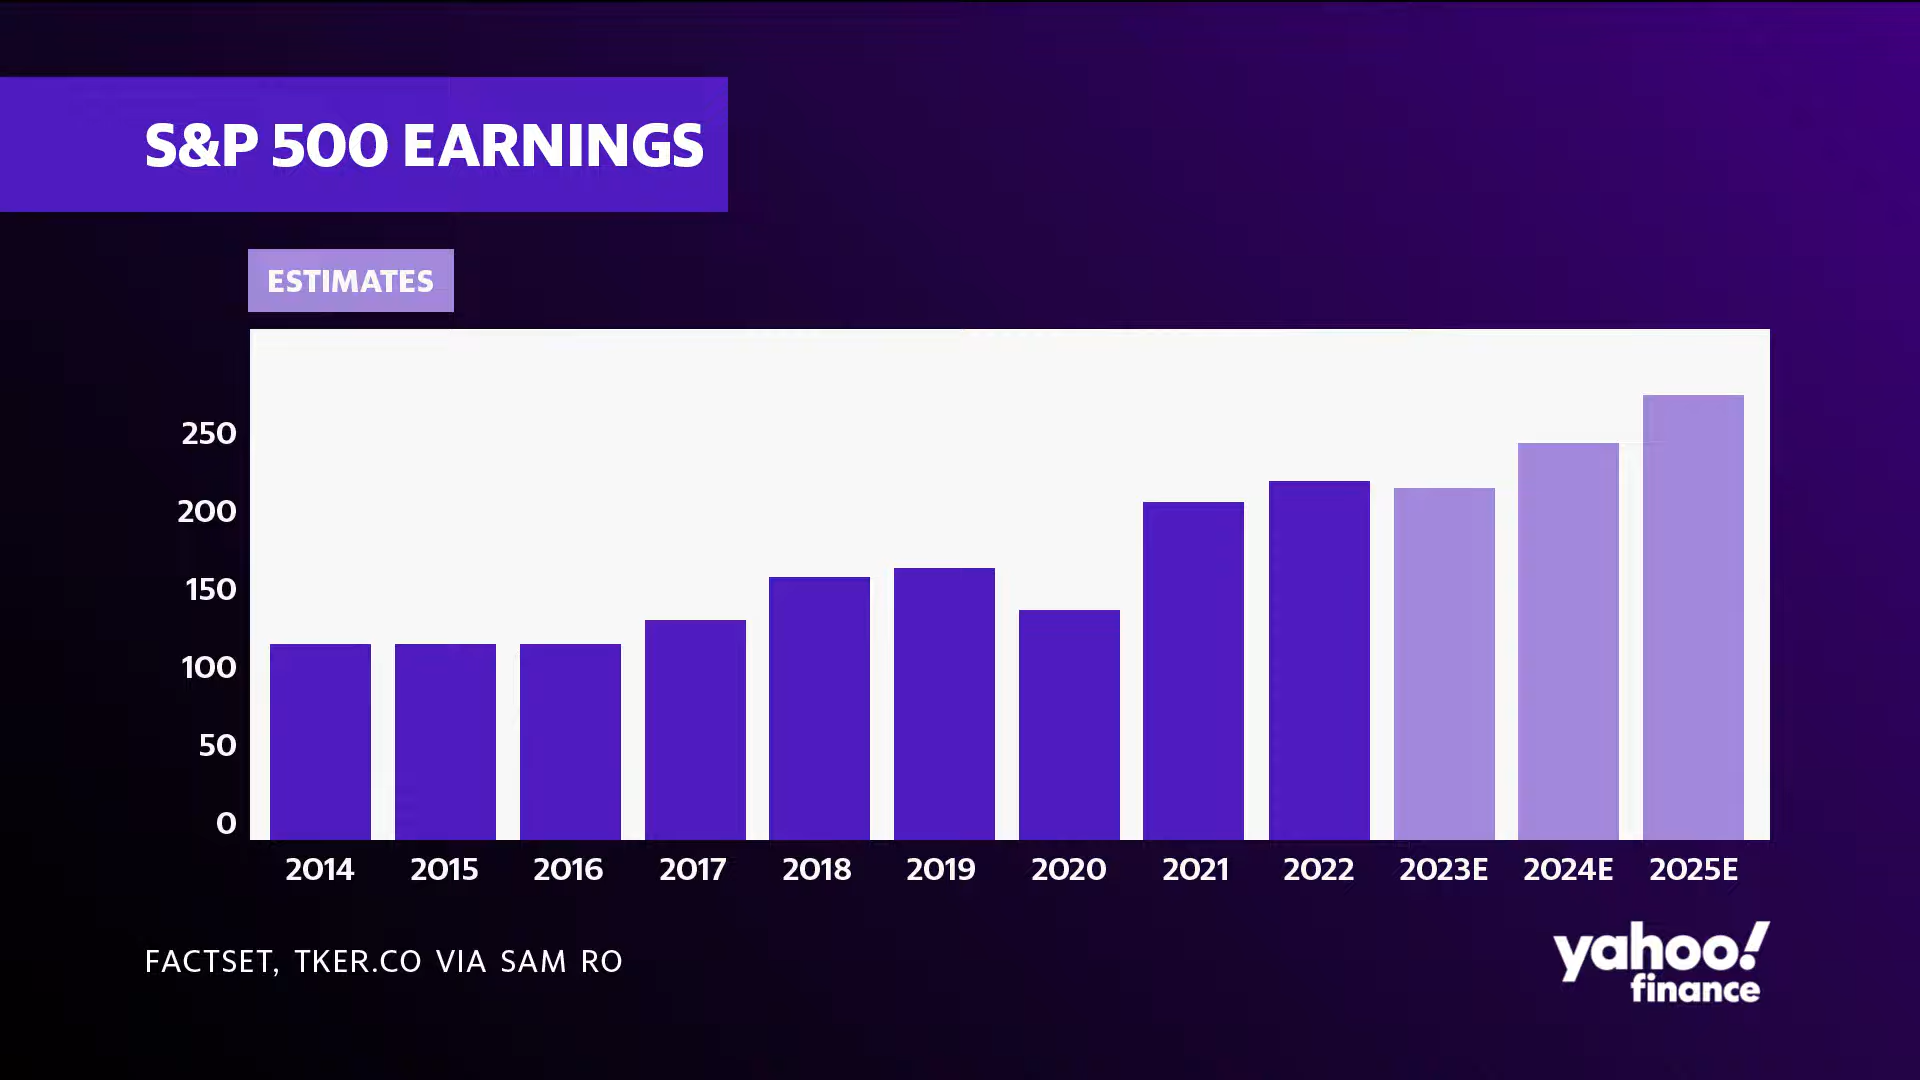 S&P 500 EARNINGS
ESTIMATES
250
200
150
100
50
0
2014 2015 2016 2017 2018 2019 2020 2021 2022 2023E 2024E 2025E
FACTSET, TKER.CO VIA SAM RO
yahoo!
finance